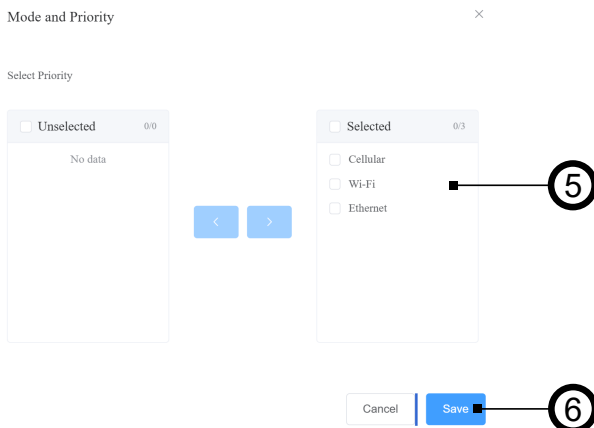 Mode and Priority
Select Priority
Unselected 0/0
No data
Selected 0/3
Cellular
Wi-Fi
Ethernet
5
Cancel
Save
6